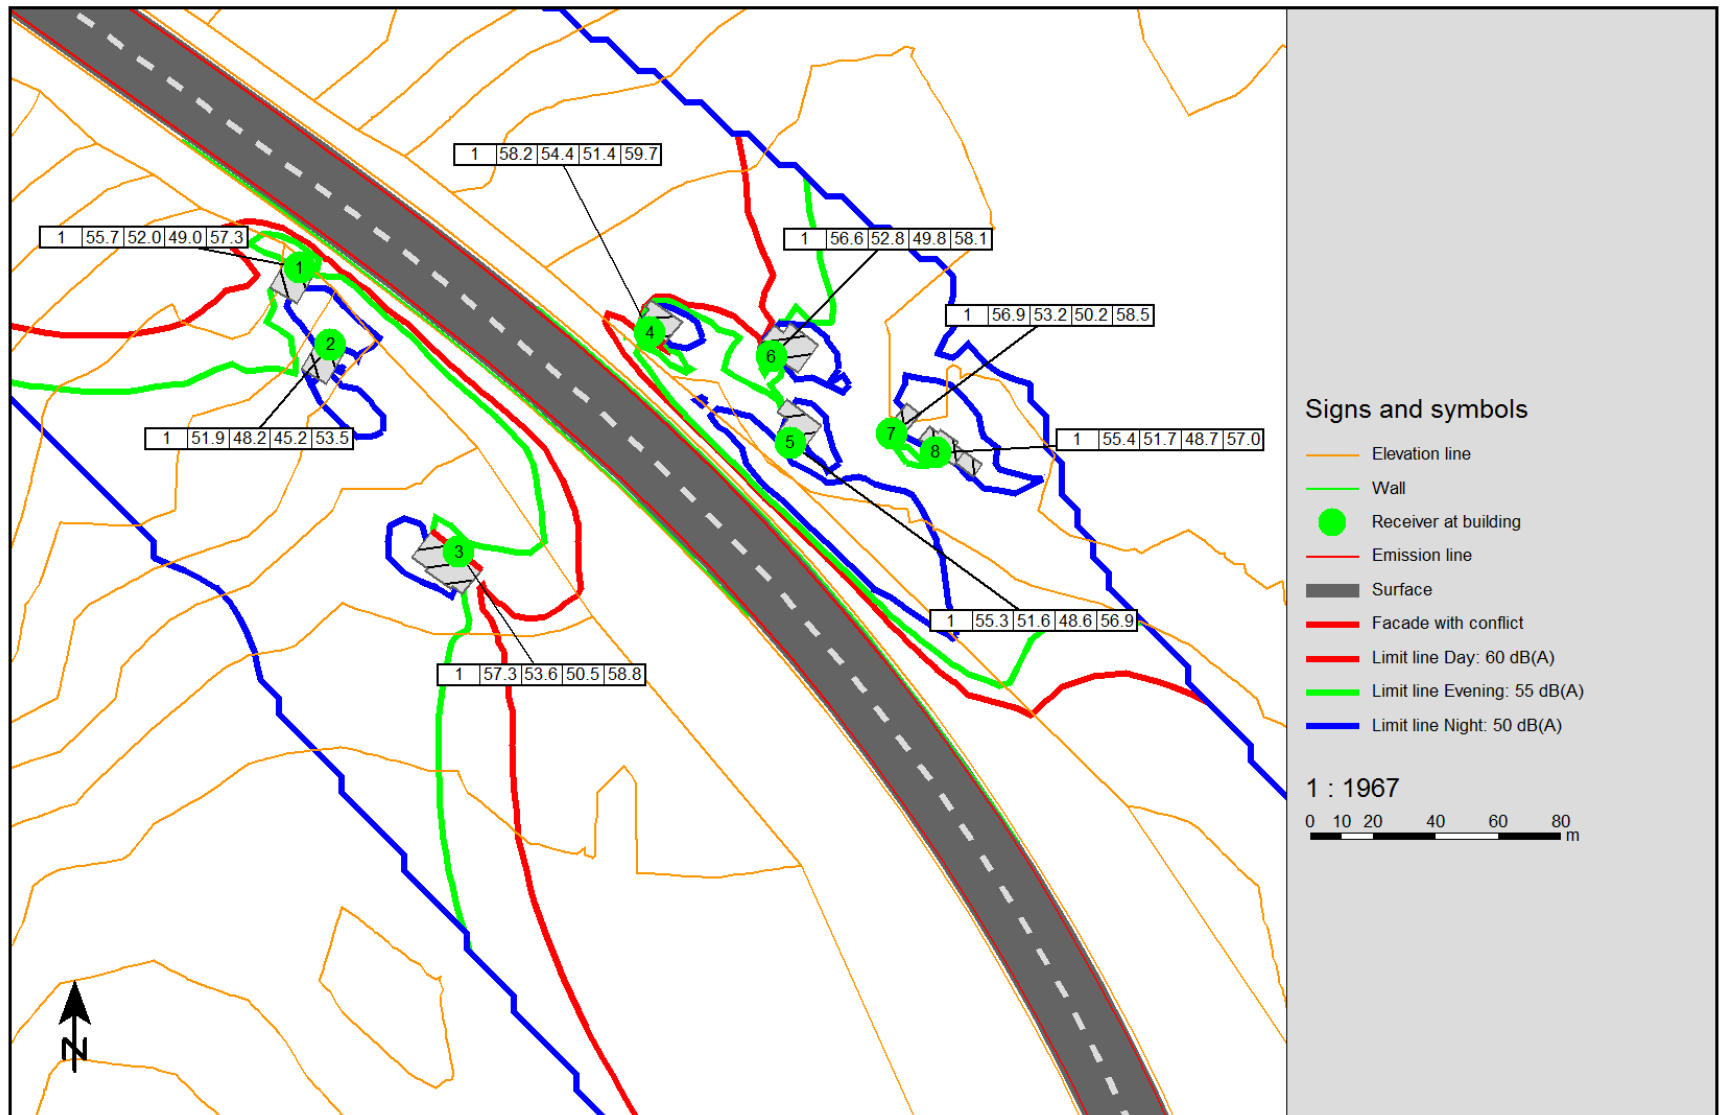 1 58.2 54.4 51.4 59.7
1 55.7 52.0 49.0 57.3
1 56.6 52.8 49.8 58.1
1
1 56.9 53.2 50.2 58.5
4
2
6
1 51.9 48.2 45.2 53.5
7
5
8
1 55.4 51.7 48.7 57.0
3
1 55.3 51.6 48.6 56.9
1 57.3 53.6 50.5 58.8
N
Signs and symbols
Elevation line
Wall
Receiver at building
Emission line
Surface
Facade with conflict
Limit line Day: 60 dB(A)
Limit line Evening: 55 dB(A)
Limit line Night: 50 dB(A)
1 : 1967
0 10 20 40 60 80
m